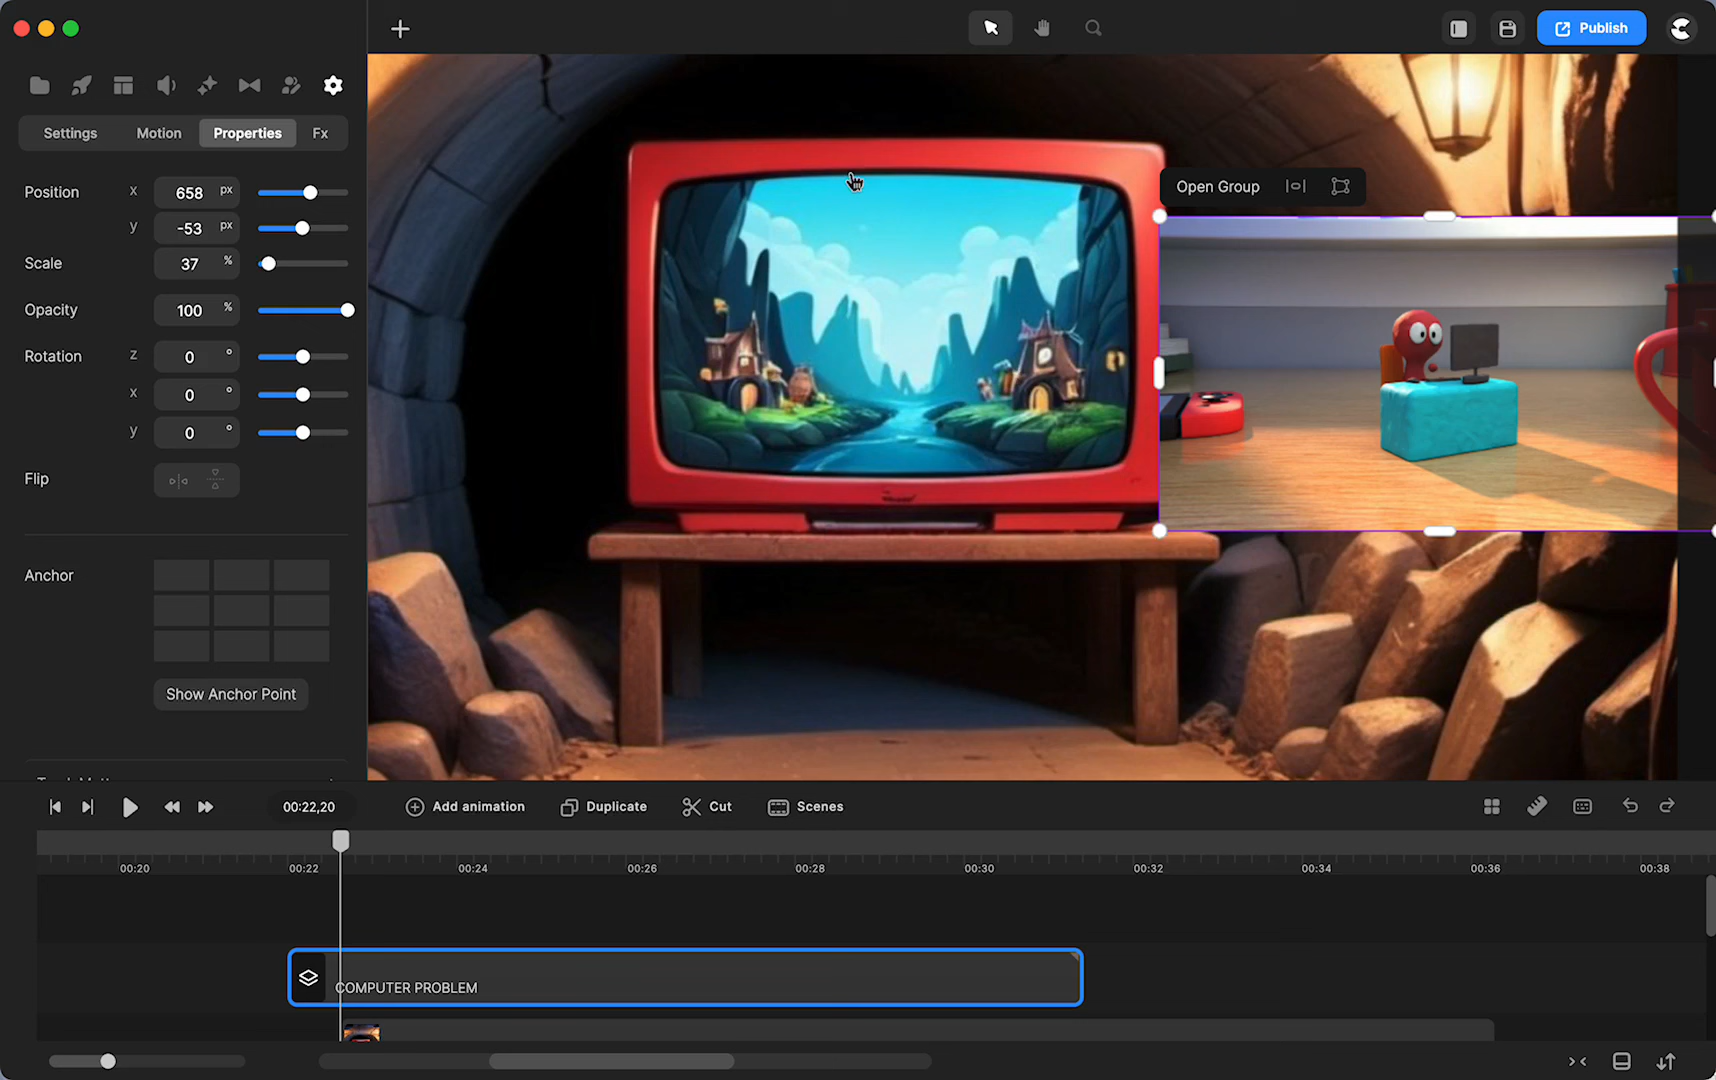 Publish
Settings Motion Properties Fx
Position x 658 px
y -53 px
Scale 37 %
Opacity 100 %
Rotation z 0 °
x 0 °
y 0 °
Flip
Anchor
Show Anchor Point
Open Group
00:22,20 Add animation Duplicate Cut Scenes
00:20 00:22 00:24 00:26 00:28 00:30 00:32 00:34 00:36 00:38
COMPUTER PROBLEM